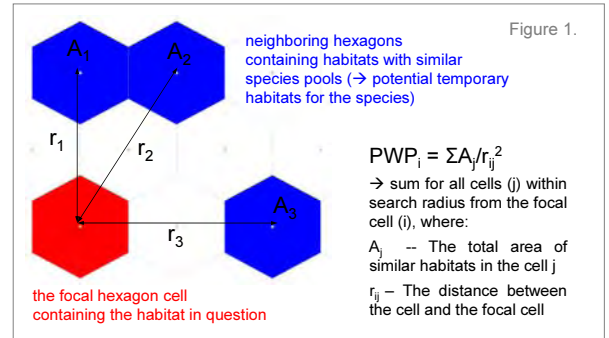 Figure 1.
A1
A2
neighboring hexagons
containing habitats with similar
species pools (→ potential temporary
habitats for the species)
r1
r2
PWPi = ΣAj/rij²
→ sum for all cells (j) within
search radius from the focal
cell (i), where:
A3
r3
Aj -- The total area of
similar habitats in the cell j
rij – The distance between
the cell and the focal cell
the focal hexagon cell
containing the habitat in question